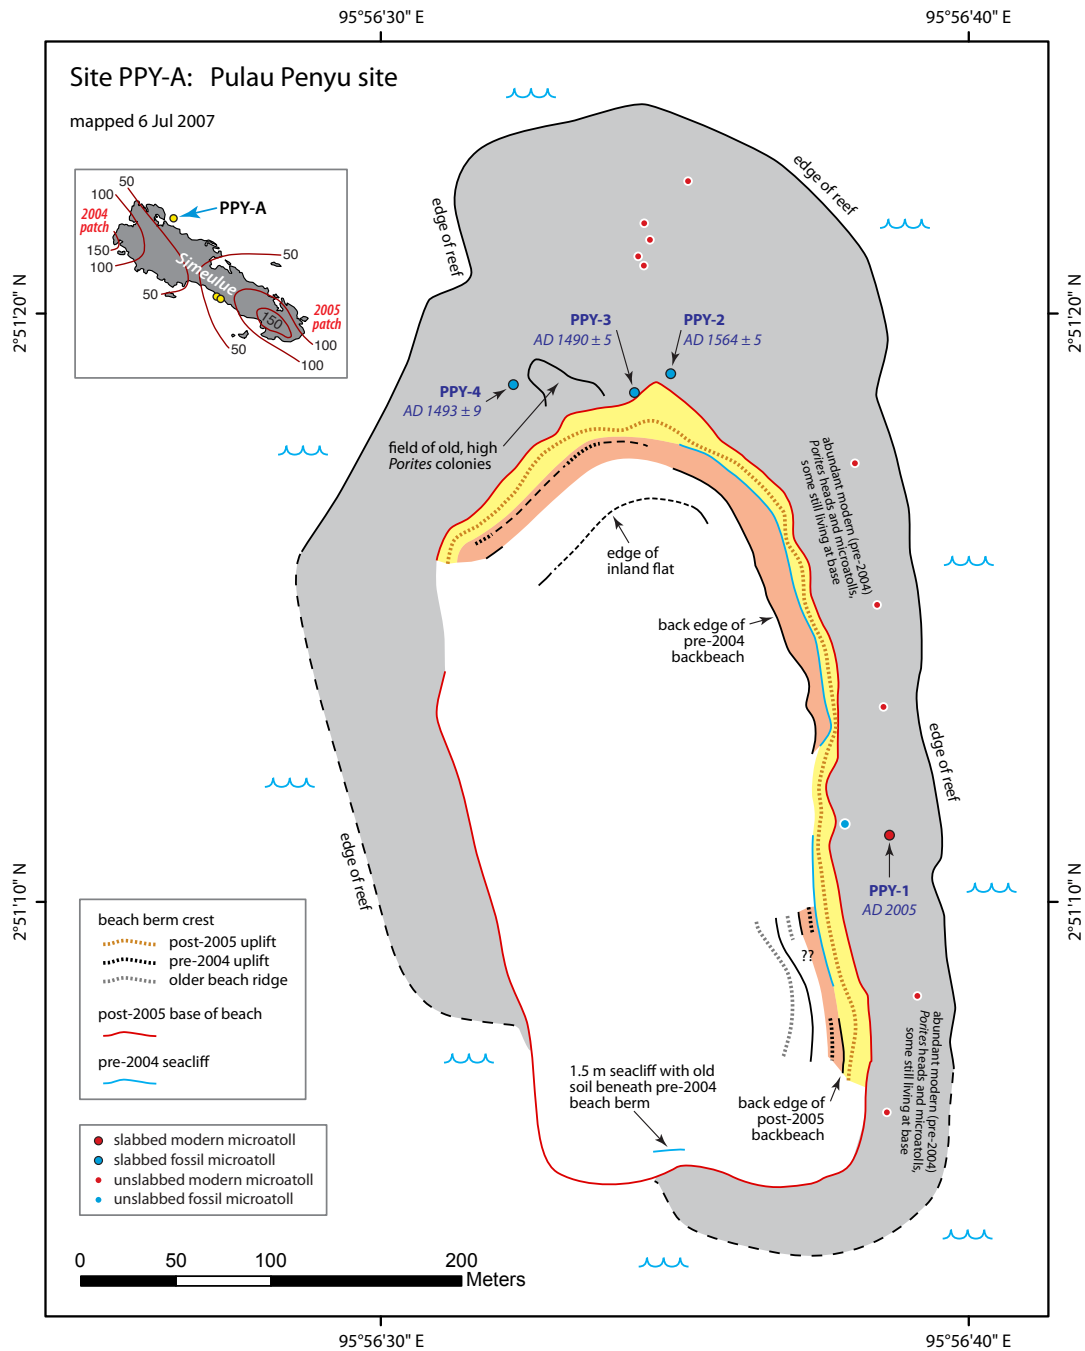 95°56'30" E
95°56'40" E
Site PPY-A: Pulau Penyu site
mapped 6 Jul 2007
50
100
2004
patch
150
100
50
PPY-A
Simeulue
50
2005
patch
150
100
50
100
edge of reef
edge of reef
2°51'20" N
2°51'20" N
PPY-3
AD 1490 ± 5
PPY-2
AD 1564 ± 5
PPY-4
AD 1493 ± 9
field of old, high
Porites colonies
abundant modern (pre-2004)
Porites heads and microatolls,
some still living at base
edge of
inland flat
back edge of
pre-2004
backbeach
edge of reef
edge of reef
PPY-1
AD 2005
2°51'10" N
2°51'10" N
??
beach berm crest
post-2005 uplift
pre-2004 uplift
older beach ridge
post-2005 base of beach
pre-2004 seacliff
1.5 m seacliff with old
soil beneath pre-2004
beach berm
back edge of
post-2005
backbeach
abundant modern (pre-2004)
Porites heads and microatolls,
some still living at base
slabbed modern microatoll
slabbed fossil microatoll
unslabbed modern microatoll
unslabbed fossil microatoll
0
50
100
200
Meters
95°56'30" E
95°56'40" E